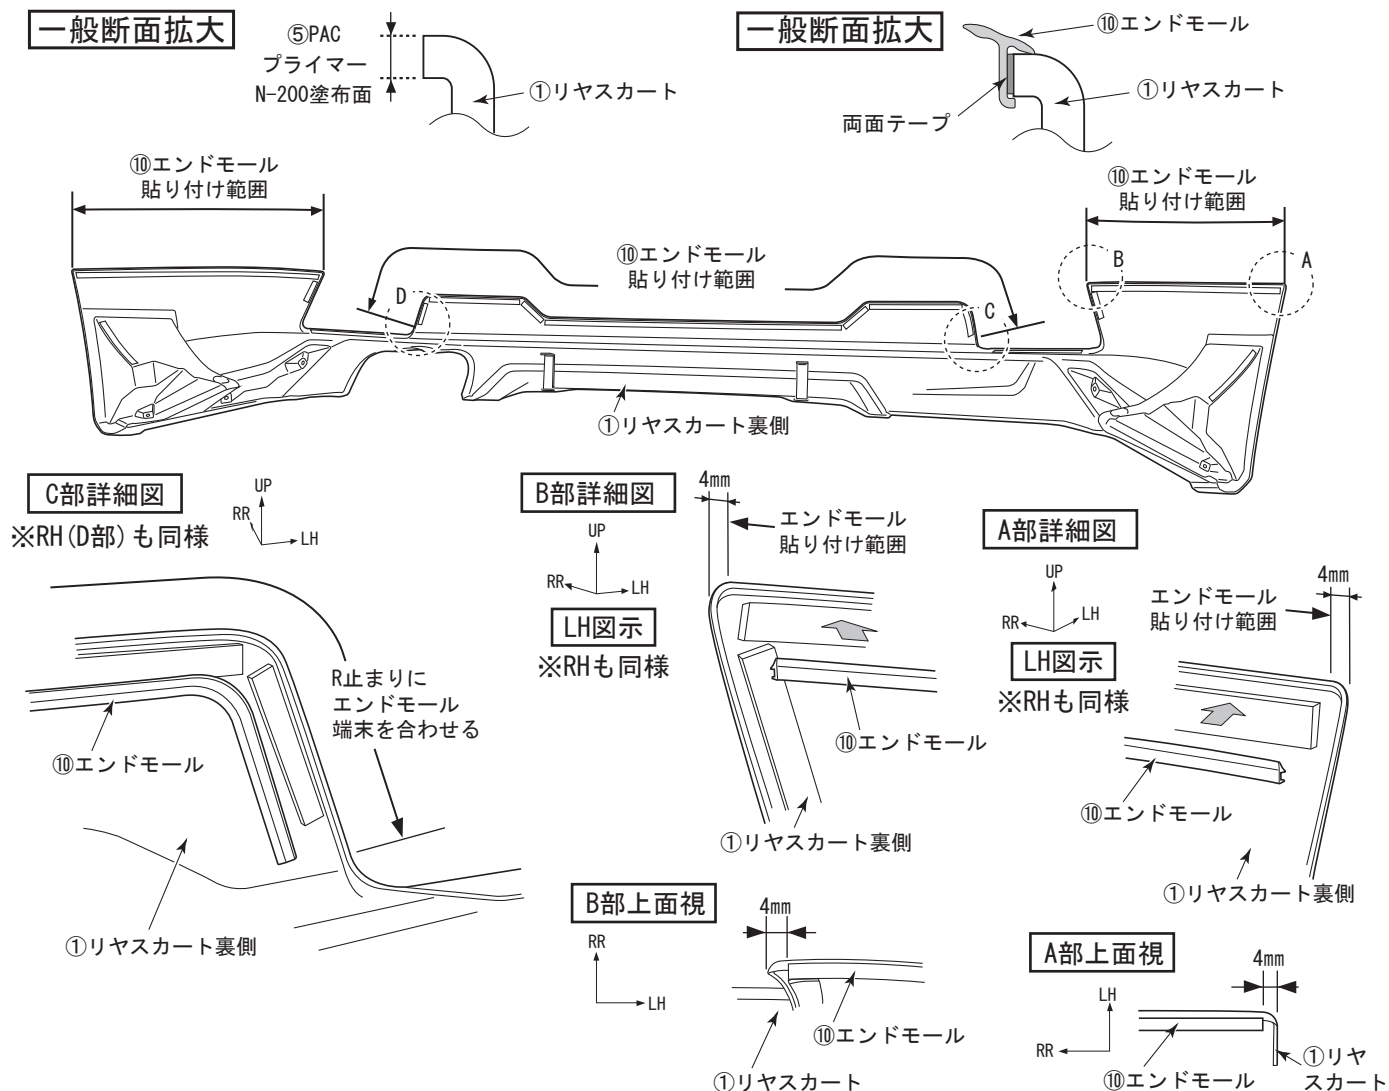 一般断面拡大
⑤PAC
プライマー
N-200塗布面
①リヤスカート
一般断面拡大
⑩エンドモール
①リヤスカート
両面テープ
⑩エンドモール
貼り付け範囲
⑩エンドモール
貼り付け範囲
⑩エンドモール
貼り付け範囲
D
C
B
A
①リヤスカート裏側
C部詳細図
※RH(D部)も同様
UP
RR
LH
R止まりに
エンドモール
端末を合わせる
⑩エンドモール
①リヤスカート裏側
B部詳細図
UP
RR
LH
LH図示
※RHも同様
4mm
エンドモール
貼り付け範囲
⑩エンドモール
①リヤスカート裏側
A部詳細図
UP
RR
LH
LH図示
※RHも同様
4mm
エンドモール
貼り付け範囲
⑩エンドモール
①リヤスカート裏側
B部上面視
RR
LH
4mm
⑩エンドモール
①リヤスカート
A部上面視
LH
RR
4mm
⑩エンドモール
①リヤ
スカート